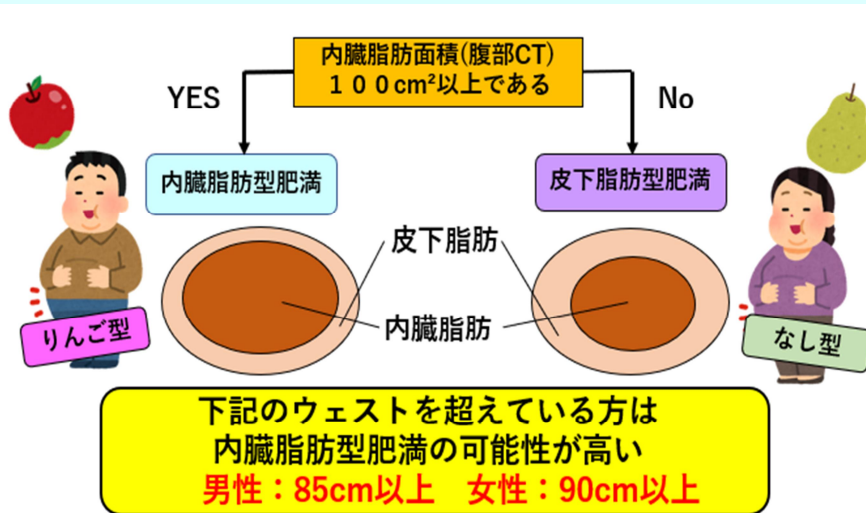 内臓脂肪面積(腹部CT)
１００cm²以上である
YES
No
内臓脂肪型肥満
皮下脂肪型肥満
皮下脂肪
内臓脂肪
りんご型
なし型
下記のウェストを超えている方は
内臓脂肪型肥満の可能性が高い
男性：85cm以上　女性：90cm以上